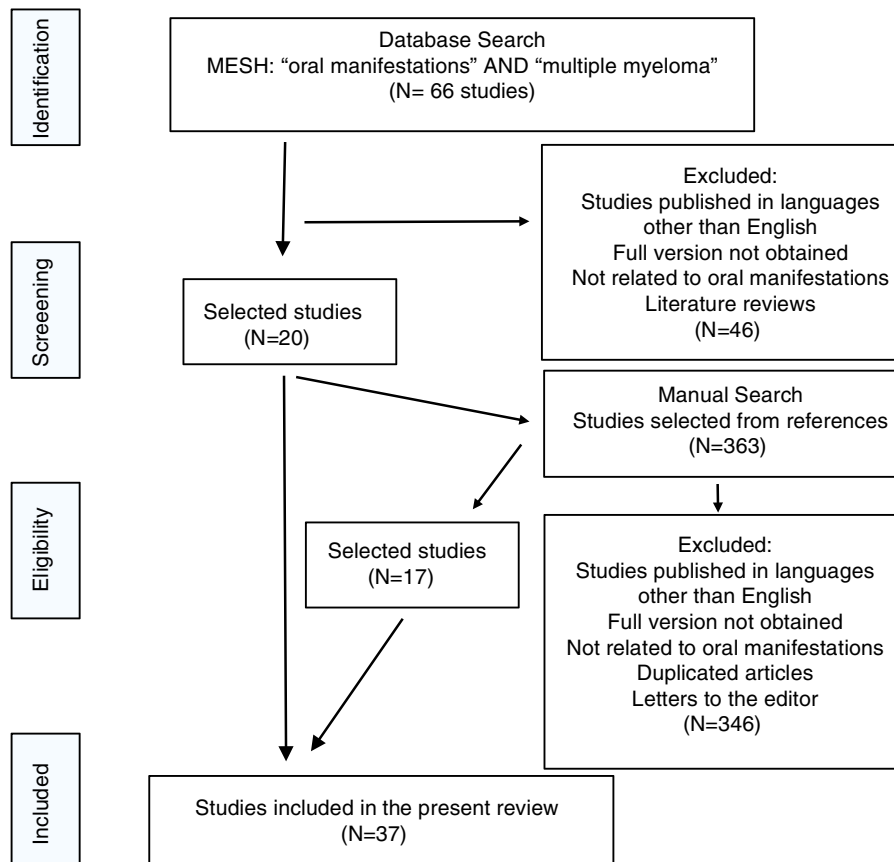 Identification
Database Search
MESH: “oral manifestations” AND “multiple myeloma”
(N= 66 studies)
Excluded:
Studies published in languages
other than English
Full version not obtained
Not related to oral manifestations
Literature reviews
(N=46)
Screeening
Selected studies
(N=20)
Manual Search
Studies selected from references
(N=363)
Eligibility
Selected studies
(N=17)
Excluded:
Studies published in languages
other than English
Full version not obtained
Not related to oral manifestations
Duplicated articles
Letters to the editor
(N=346)
Included
Studies included in the present review
(N=37)